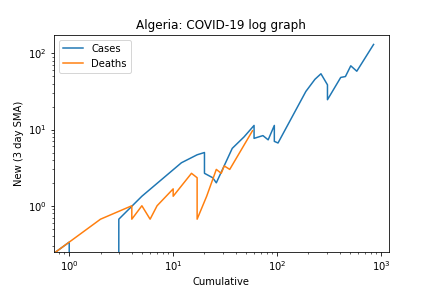 Algeria: COVID-19 log graph
Cases
Deaths
New (3 day SMA)
10²
10¹
10⁰
10⁰ 10¹ 10² 10³
Cumulative